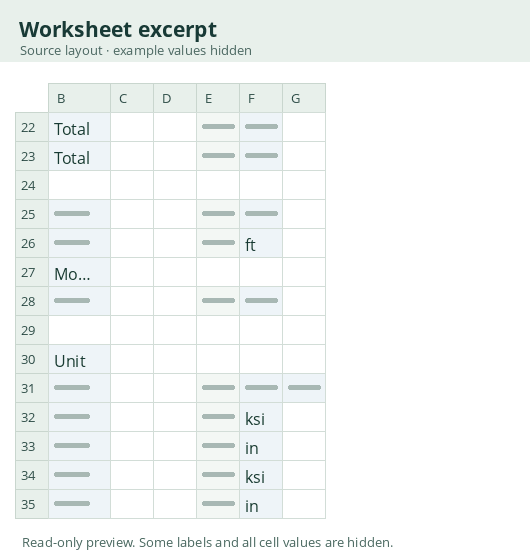 Worksheet excerpt
Source layout · example values hidden
B C D E F G
22 Total
23 Total
24
25
26 ft
27 Mo...
28
29
30 Unit
31
32 ksi
33 in
34 ksi
35 in
Read-only preview. Some labels and all cell values are hidden.